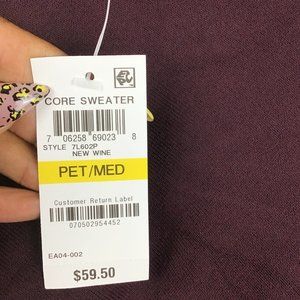 CORE SWEATER
7 06258 69023 8
STYLE 7L602P
NEW WINE
PET/MED
Customer Return Label
070502954452
EA04-002
$59.50